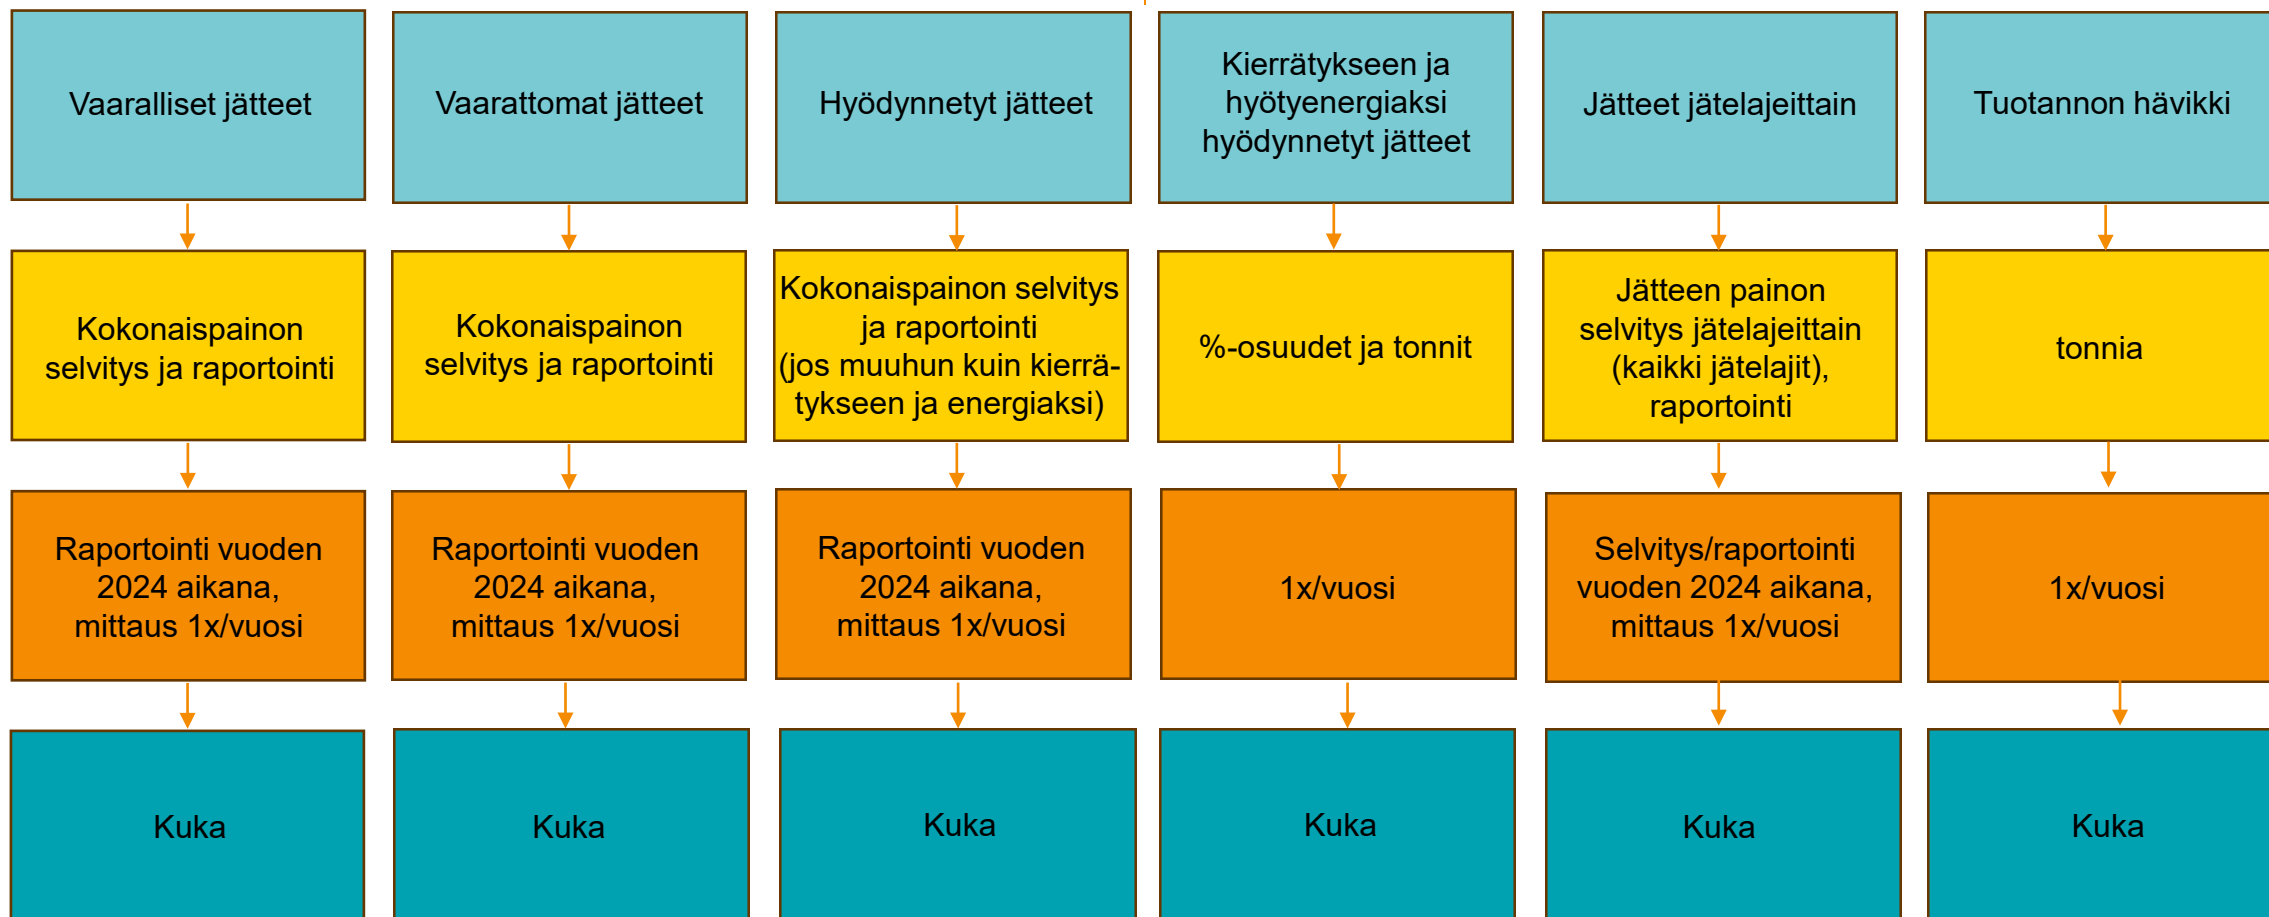 Vaaralliset jätteet
Vaarattomat jätteet
Hyödynnetyt jätteet
Kierrätykseen ja
hyötyenergiaksi
hyödynnetyt jätteet
Jätteet jätelajeittain
Tuotannon hävikki
Kokonaispainon
selvitys ja raportointi
Kokonaispainon
selvitys ja raportointi
Kokonaispainon selvitys
ja raportointi
(jos muuhun kuin kierrä-
tykseen ja energiaksi)
%-osuudet ja tonnit
Jätteen painon
selvitys jätelajeittain
(kaikki jätelajit),
raportointi
tonnia
Raportointi vuoden
2024 aikana,
mittaus 1x/vuosi
Raportointi vuoden
2024 aikana,
mittaus 1x/vuosi
Raportointi vuoden
2024 aikana,
mittaus 1x/vuosi
1x/vuosi
Selvitys/raportointi
vuoden 2024 aikana,
mittaus 1x/vuosi
1x/vuosi
Kuka
Kuka
Kuka
Kuka
Kuka
Kuka